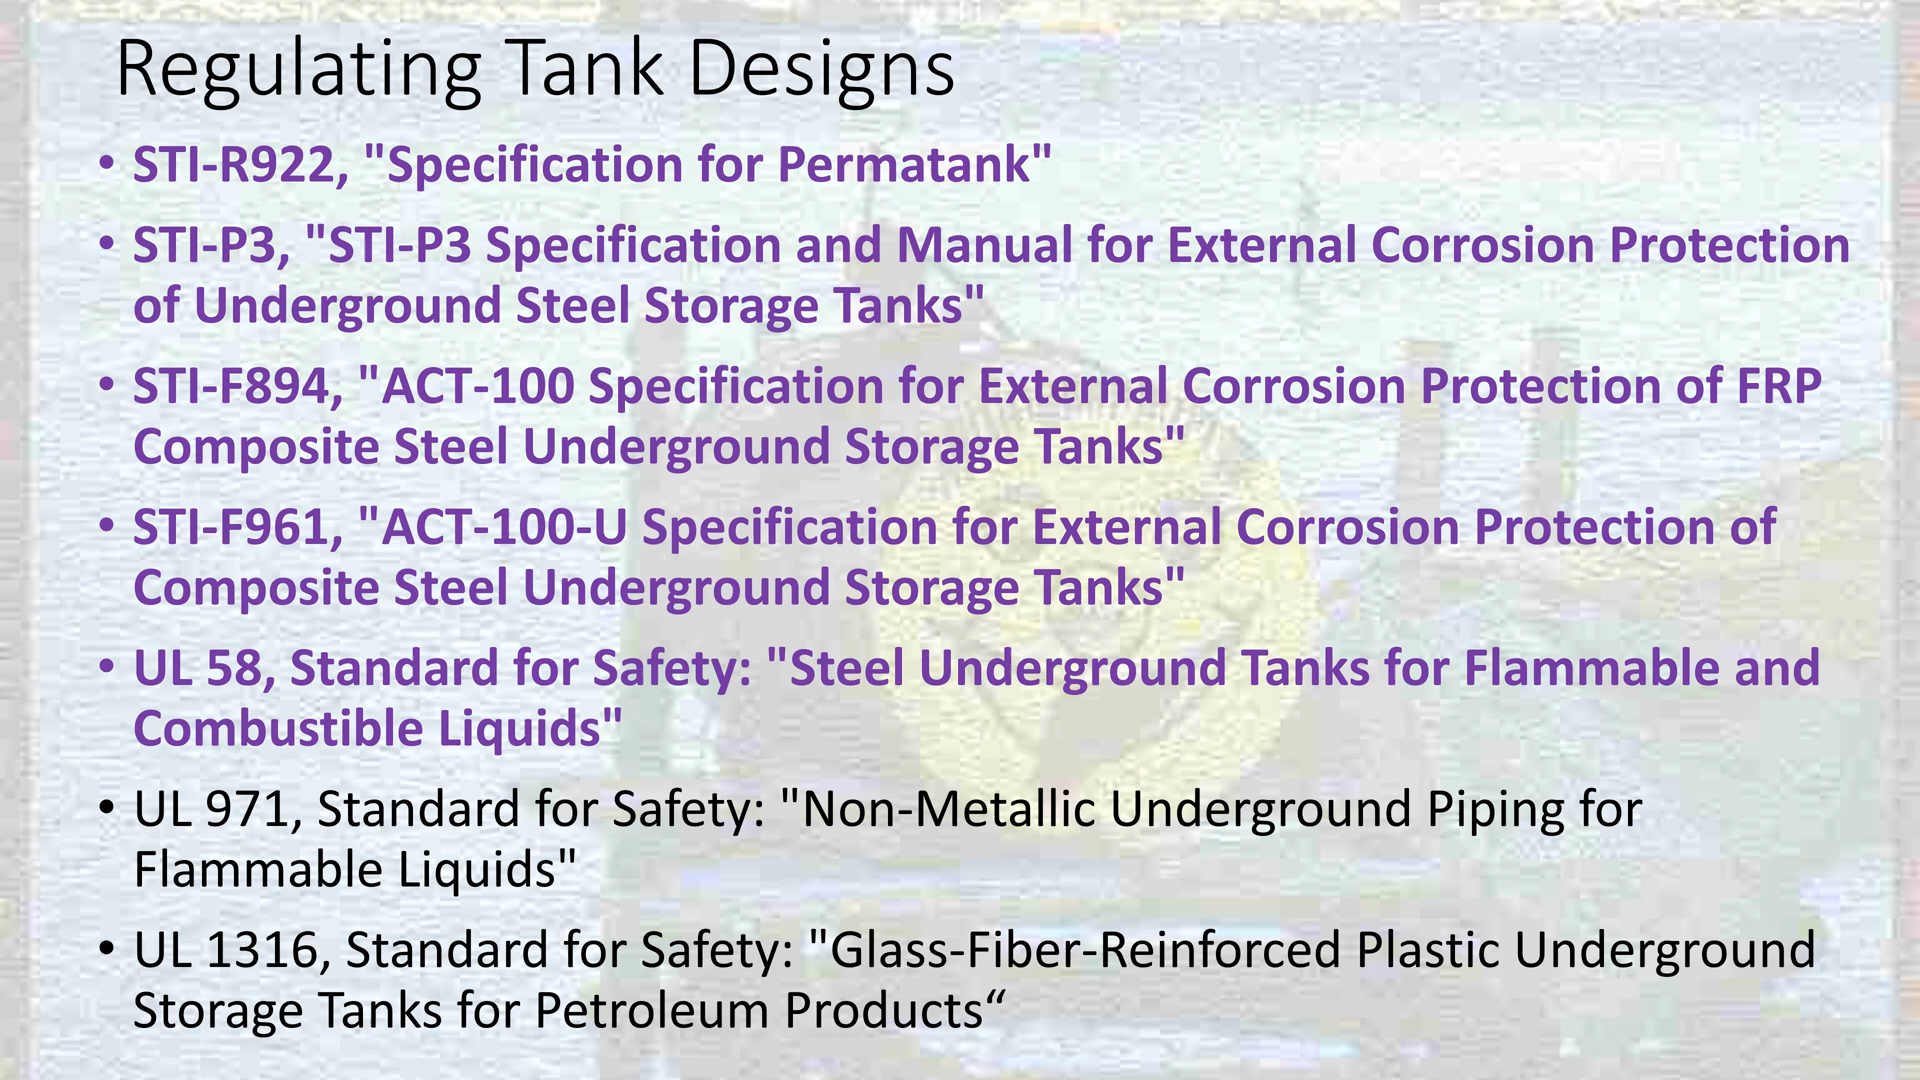 Regulating Tank Designs
• STI-R922, "Specification for Permatank"
• STI-P3, "STI-P3 Specification and Manual for External Corrosion Protection
of Underground Steel Storage Tanks"
• STI-F894, "ACT-100 Specification for External Corrosion Protection of FRP
Composite Steel Underground Storage Tanks"
• STI-F961, "ACT-100-U Specification for External Corrosion Protection of
Composite Steel Underground Storage Tanks"
• UL 58, Standard for Safety: "Steel Underground Tanks for Flammable and
Combustible Liquids"
• UL 971, Standard for Safety: "Non-Metallic Underground Piping for
Flammable Liquids"
• UL 1316, Standard for Safety: "Glass-Fiber-Reinforced Plastic Underground
Storage Tanks for Petroleum Products“